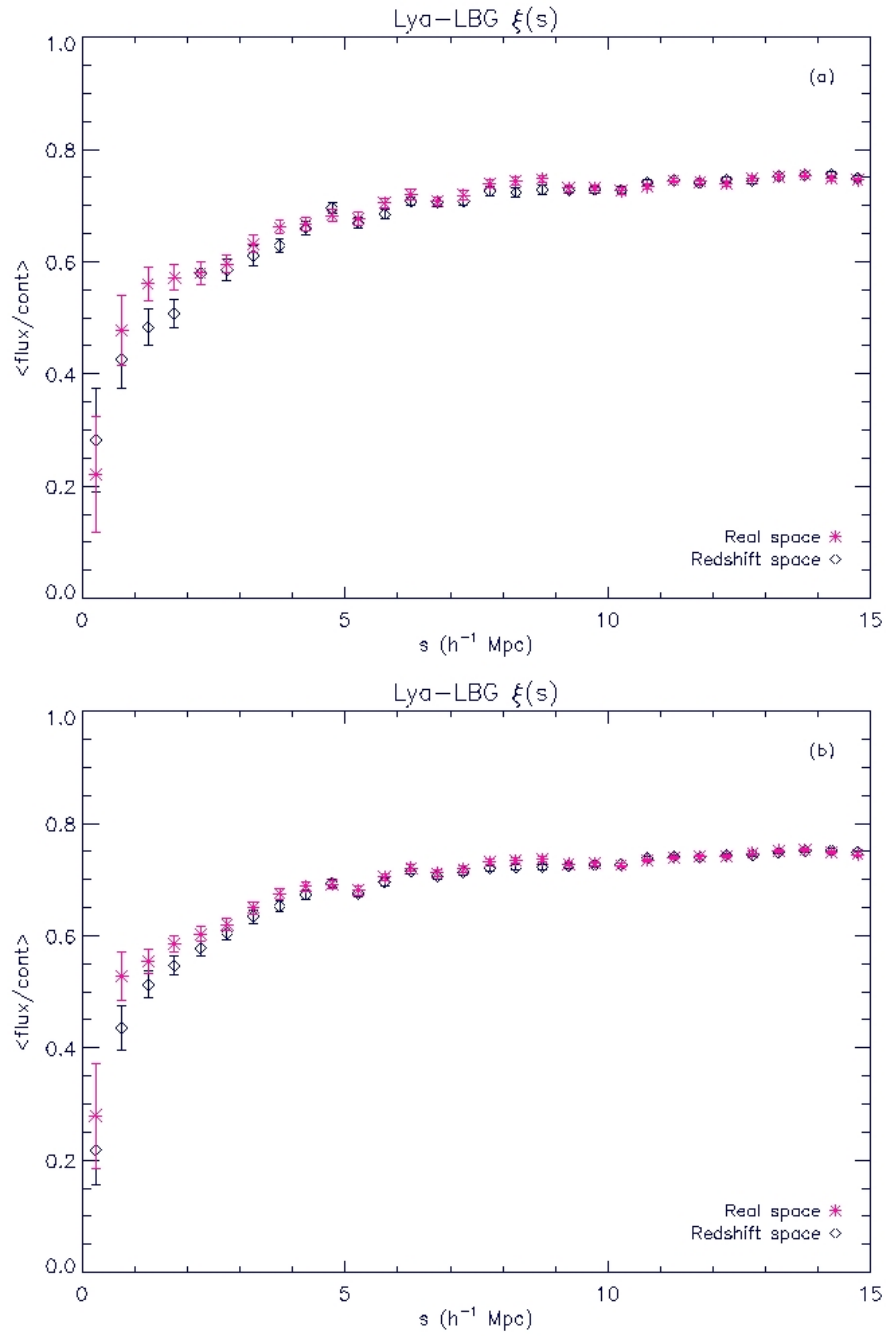 Lya-LBG ξ(s)
(a)
<flux/cont>
1.0
0.8
0.6
0.4
0.2
0.0
Real space
Redshift space
0 5 10 15
s (h⁻¹ Mpc)
Lya-LBG ξ(s)
(b)
<flux/cont>
1.0
0.8
0.6
0.4
0.2
0.0
Real space
Redshift space
0 5 10 15
s (h⁻¹ Mpc)